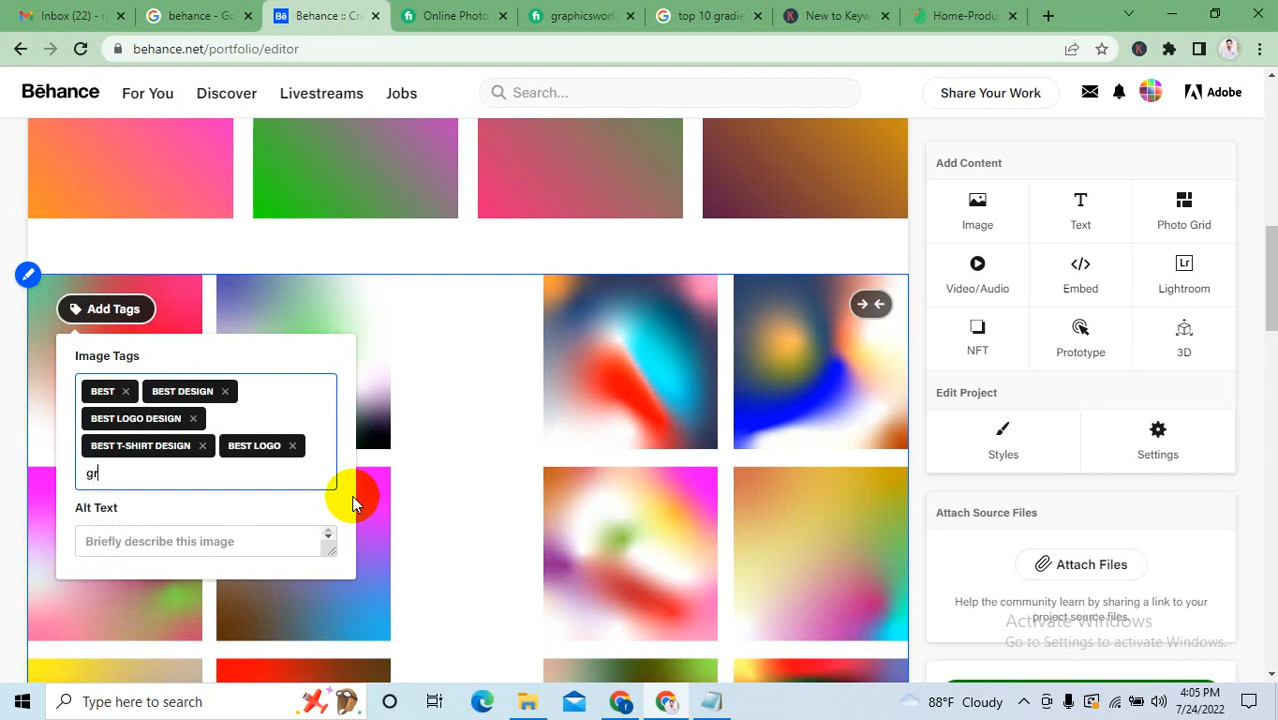 Inbox (22) - r
behance - Go
Behance :: Cr
Online Photo
graphicsworl
top 10 gradie
New to Keyw
Home-Produ
behance.net/portfolio/editor
Bēhance
For You
Discover
Livestreams
Jobs
Search...
Share Your Work
Adobe
Add Content
Image
Text
Photo Grid
Video/Audio
Embed
Lr
Lightroom
NFT
Prototype
3D
Edit Project
Styles
Settings
Attach Source Files
Attach Files
Help the community learn by sharing a link to your
project source files.
Activate Windows
Go to Settings to activate Windows.
Add Tags
Image Tags
BEST × BEST DESIGN ×
BEST LOGO DESIGN ×
BEST T-SHIRT DESIGN × BEST LOGO ×
gr
Alt Text
Briefly describe this image
Type here to search
88°F Cloudy
4:05 PM
7/24/2022